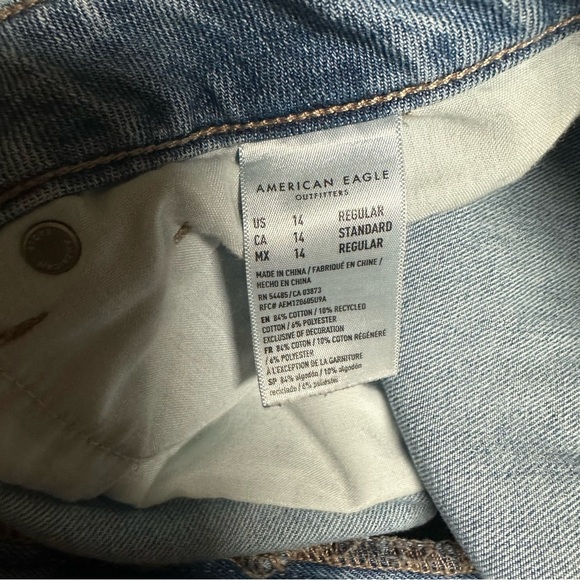 AMERICAN EAGLE
OUTFITTERS
US 14 REGULAR
CA 14 STANDARD
MX 14 REGULAR
MADE IN CHINA / FABRIQUÉ EN CHINE /
HECHO EN CHINA
RN 54485/CA 03873
RFC# AEM120605U9A
EN 84% COTTON / 10% RECYCLED
COTTON / 6% POLYESTER
EXCLUSIVE OF DECORATION
FR 84% COTON / 10% COTON RÉGÉNÉRÉ
/ 6% POLYESTER
À L'EXCEPTION DE LA GARNITURE
SP 84% algodón / 10% algodón
reciclado / 6% poliéster